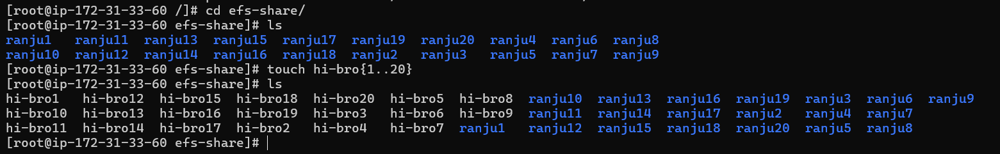 [root@ip-172-31-33-60 /]# cd efs-share/
[root@ip-172-31-33-60 efs-share]# ls
ranju1   ranju11  ranju13  ranju15  ranju17  ranju19  ranju20  ranju4  ranju6  ranju8
ranju10  ranju12  ranju14  ranju16  ranju18  ranju2   ranju3   ranju5  ranju7  ranju9
[root@ip-172-31-33-60 efs-share]# touch hi-bro{1..20}
[root@ip-172-31-33-60 efs-share]# ls
hi-bro1   hi-bro12  hi-bro15  hi-bro18  hi-bro20  hi-bro5  hi-bro8  ranju10  ranju13  ranju16  ranju19  ranju3  ranju6  ranju9
hi-bro10  hi-bro13  hi-bro16  hi-bro19  hi-bro3   hi-bro6  hi-bro9  ranju11  ranju14  ranju17  ranju2   ranju4  ranju7
hi-bro11  hi-bro14  hi-bro17  hi-bro2   hi-bro4   hi-bro7  ranju1   ranju12  ranju15  ranju18  ranju20  ranju5  ranju8
[root@ip-172-31-33-60 efs-share]#